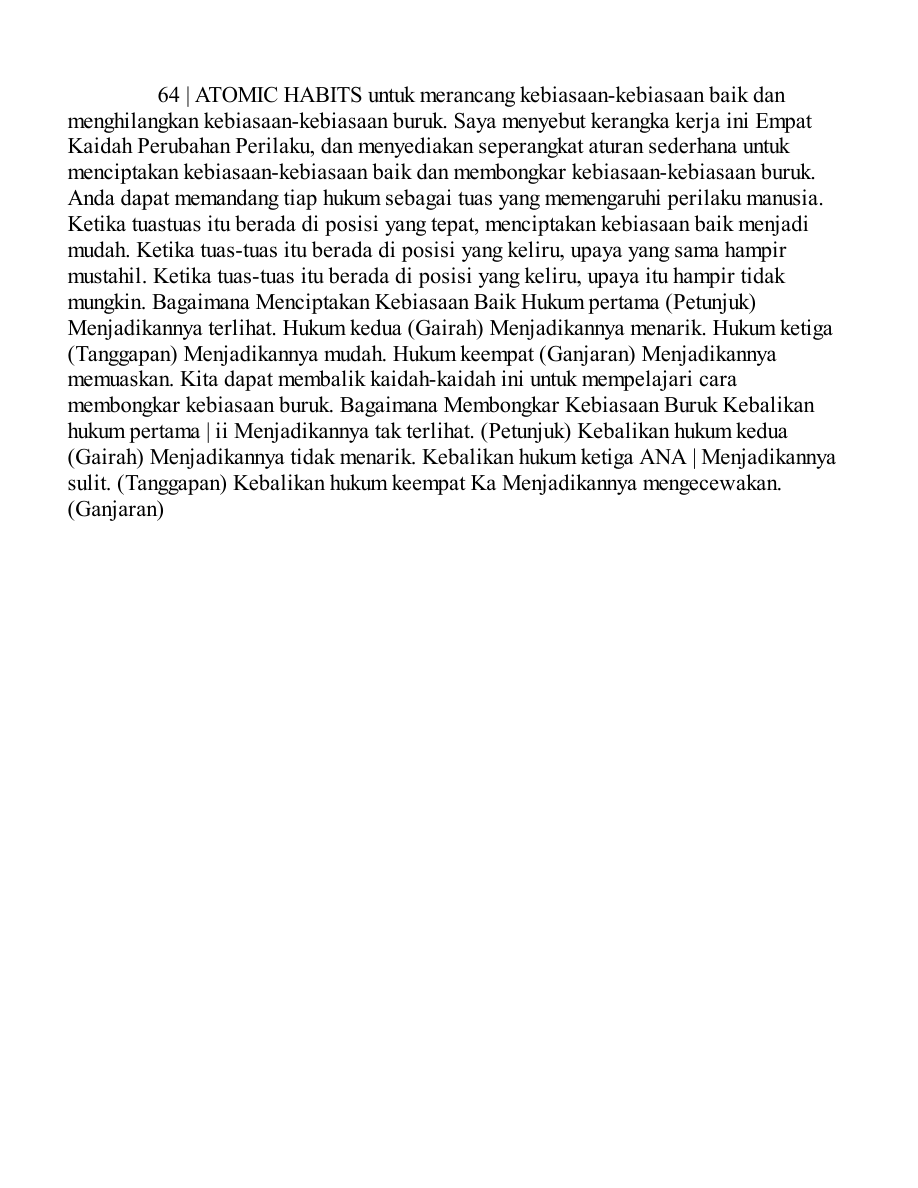 64 | ATOMIC HABITS untuk merancang kebiasaan-kebiasaan baik dan
menghilangkan kebiasaan-kebiasaan buruk. Saya menyebut kerangka kerja ini Empat
Kaidah Perubahan Perilaku, dan menyediakan seperangkat aturan sederhana untuk
menciptakan kebiasaan-kebiasaan baik dan membongkar kebiasaan-kebiasaan buruk.
Anda dapat memandang tiap hukum sebagai tuas yang memengaruhi perilaku manusia.
Ketika tuastuas itu berada di posisi yang tepat, menciptakan kebiasaan baik menjadi
mudah. Ketika tuas-tuas itu berada di posisi yang keliru, upaya yang sama hampir
mustahil. Ketika tuas-tuas itu berada di posisi yang keliru, upaya itu hampir tidak
mungkin. Bagaimana Menciptakan Kebiasaan Baik Hukum pertama (Petunjuk)
Menjadikannya terlihat. Hukum kedua (Gairah) Menjadikannya menarik. Hukum ketiga
(Tanggapan) Menjadikannya mudah. Hukum keempat (Ganjaran) Menjadikannya
memuaskan. Kita dapat membalik kaidah-kaidah ini untuk mempelajari cara
membongkar kebiasaan buruk. Bagaimana Membongkar Kebiasaan Buruk Kebalikan
hukum pertama | ii Menjadikannya tak terlihat. (Petunjuk) Kebalikan hukum kedua
(Gairah) Menjadikannya tidak menarik. Kebalikan hukum ketiga ANA | Menjadikannya
sulit. (Tanggapan) Kebalikan hukum keempat Ka Menjadikannya mengecewakan.
(Ganjaran)